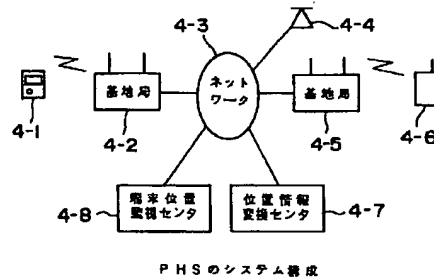 4-3
4-4
ネット
ワーク
基地局
基地局
4-1
4-2
4-5
4-6
端末位置
監視センタ
位置情報
変換センタ
4-8
4-7
PHSのシステム構成